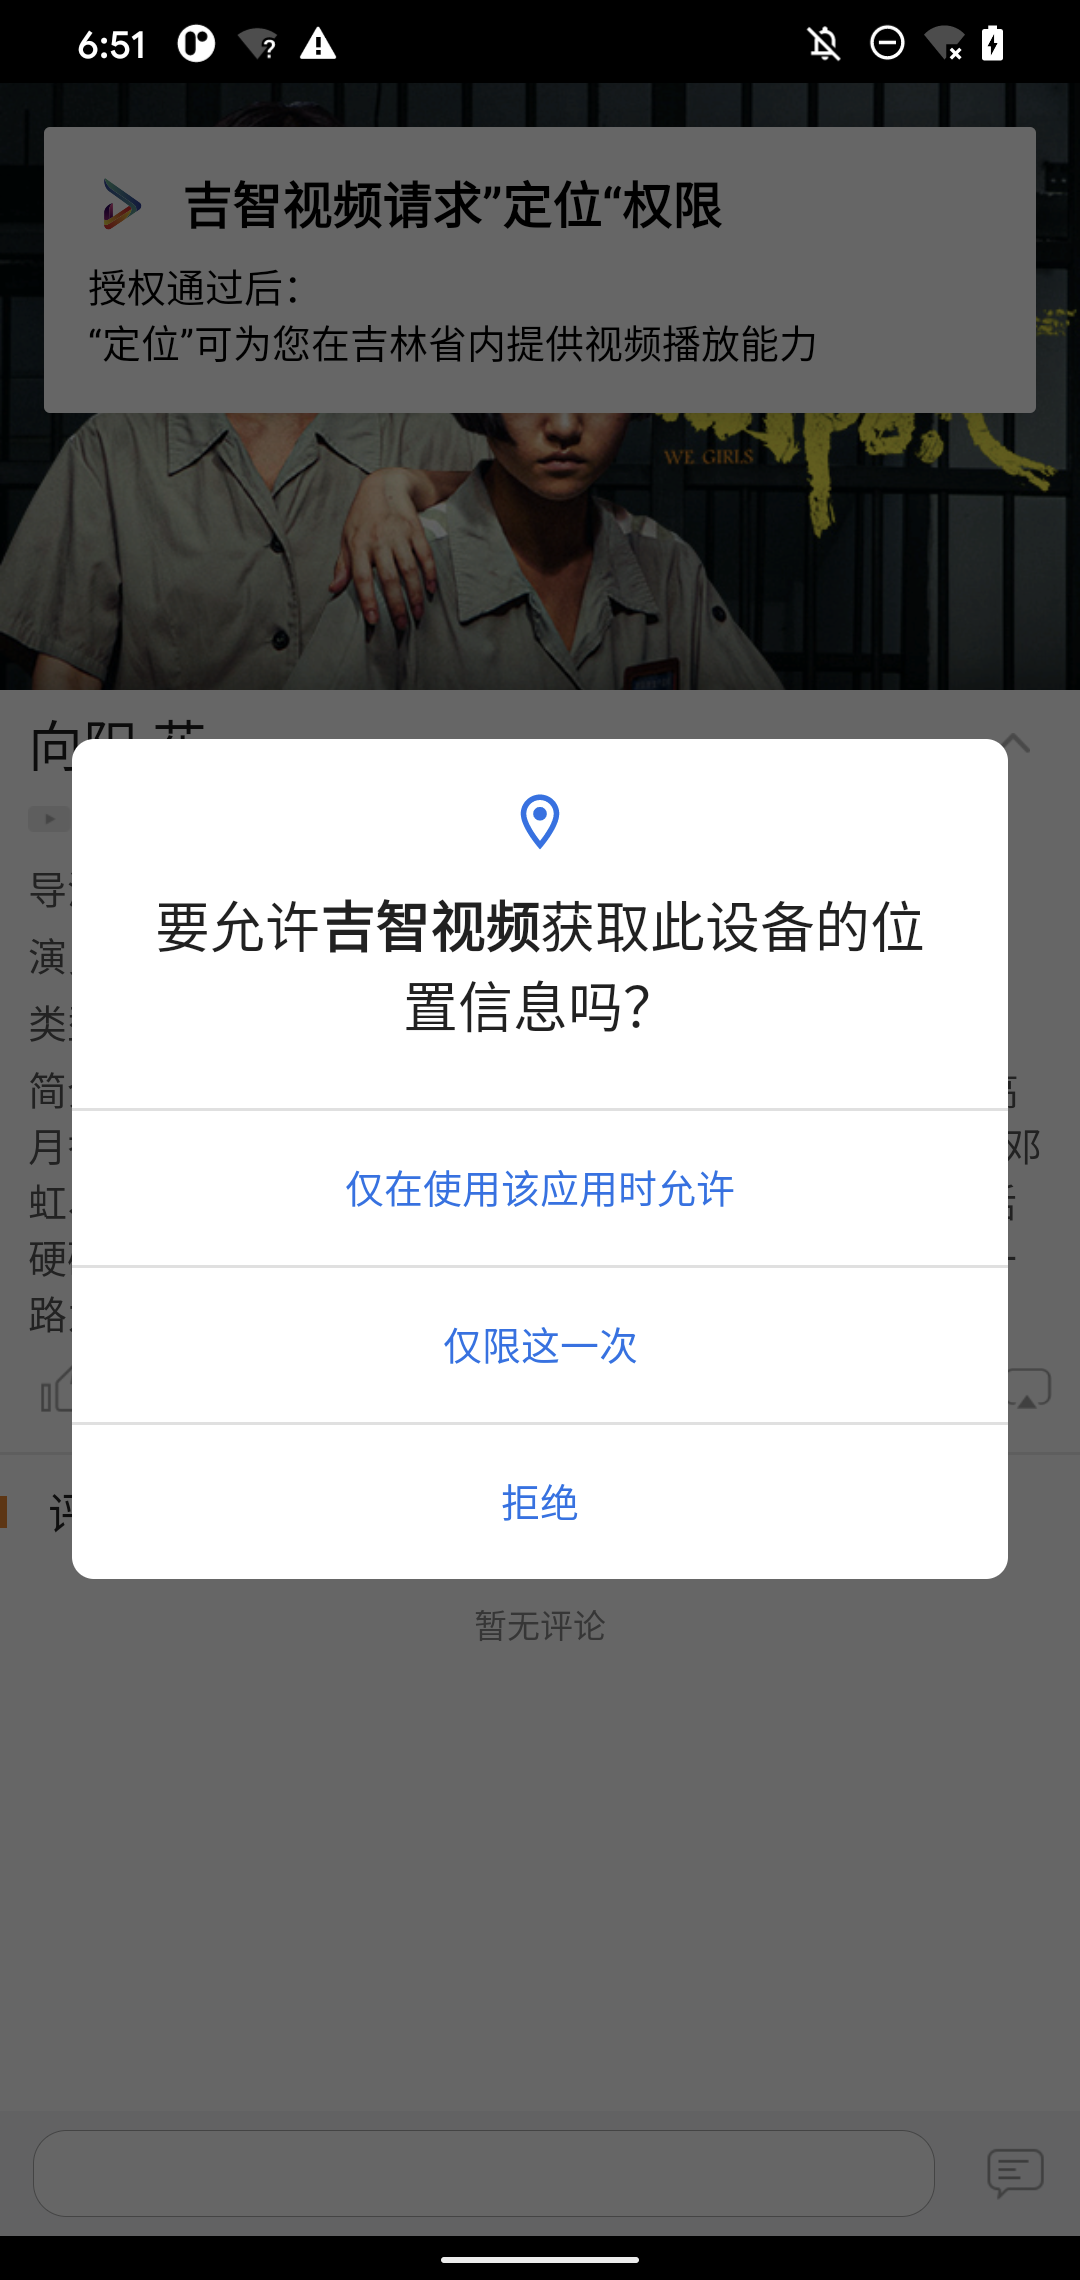 6:51
吉智视频请求”定位“权限
授权通过后：
“定位”可为您在吉林省内提供视频播放能力
WE GIRLS
向阳·花
导
演
类
简
月
邓
虹
硬
路
要允许吉智视频获取此设备的位
置信息吗？
仅在使用该应用时允许
仅限这一次
拒绝
评
暂无评论